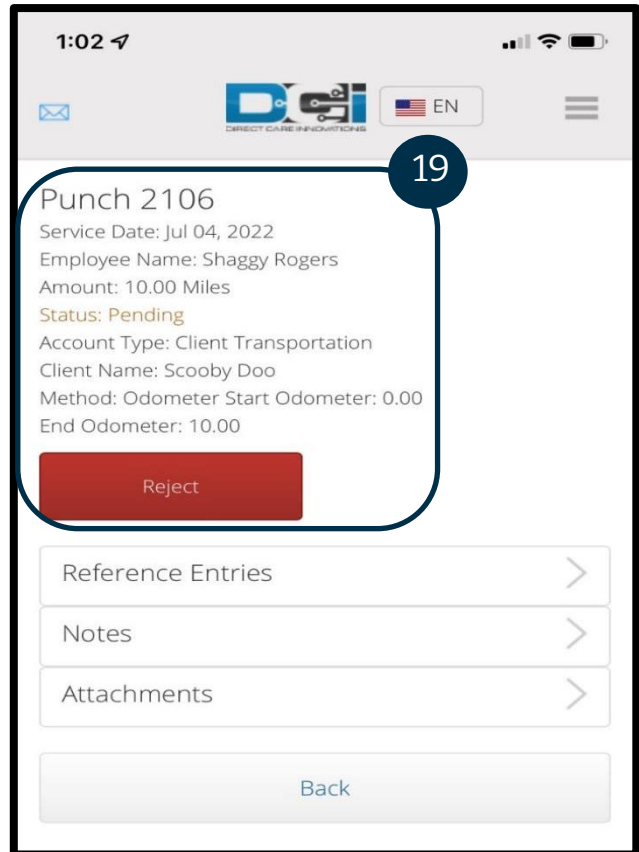 1:02
DCI
DIRECT CARE INNOVATIONS
EN
19
Punch 2106
Service Date: Jul 04, 2022
Employee Name: Shaggy Rogers
Amount: 10.00 Miles
Status: Pending
Account Type: Client Transportation
Client Name: Scooby Doo
Method: Odometer Start Odometer: 0.00
End Odometer: 10.00
Reject
Reference Entries
Notes
Attachments
Back